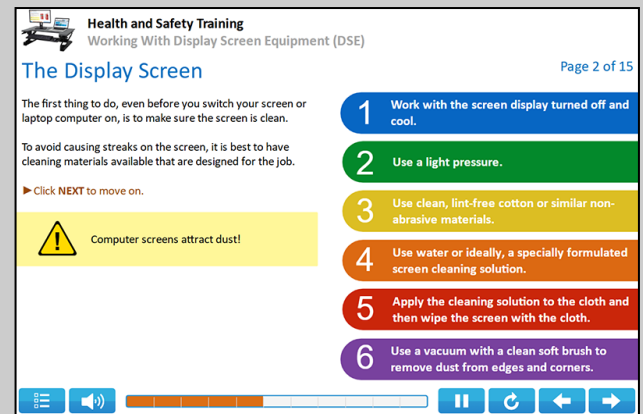 Health and Safety Training
Working With Display Screen Equipment (DSE)
The Display Screen
Page 2 of 15
The first thing to do, even before you switch your screen or
laptop computer on, is to make sure the screen is clean.
To avoid causing streaks on the screen, it is best to have
cleaning materials available that are designed for the job.
►Click NEXT to move on.
Computer screens attract dust!
1 Work with the screen display turned off and
cool.
2 Use a light pressure.
3 Use clean, lint-free cotton or similar non-
abrasive materials.
4 Use water or ideally, a specially formulated
screen cleaning solution.
5 Apply the cleaning solution to the cloth and
then wipe the screen with the cloth.
6 Use a vacuum with a clean soft brush to
remove dust from edges and corners.